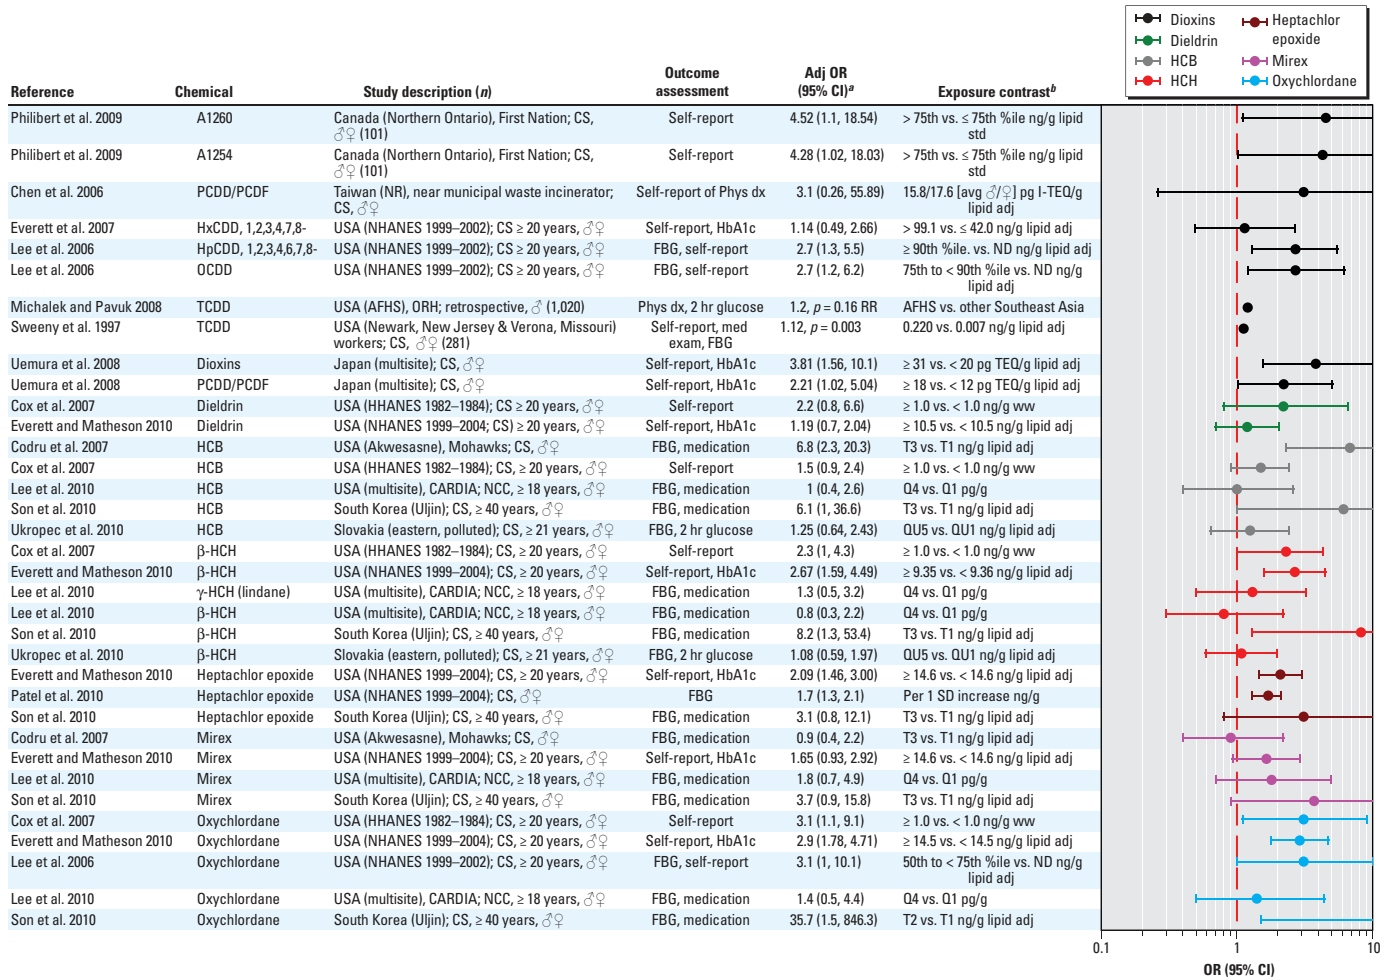 Dioxins
Dieldrin
HCB
HCH
Heptachlor
epoxide
Mirex
Oxychlordane
Reference Chemical Study description (n) Outcome assessment Adj OR (95% CI)a Exposure contrastb
Philibert et al. 2009 A1260 Canada (Northern Ontario), First Nation; CS, Self-report 4.52 (1.1, 18.54) > 75th vs. ≤ 75th %ile ng/g lipid
♂♀ (101) std
Philibert et al. 2009 A1254 Canada (Northern Ontario), First Nation; CS, Self-report 4.28 (1.02, 18.03) > 75th vs. ≤ 75th %ile ng/g lipid
♂♀ (101) std
Chen et al. 2006 PCDD/PCDF Taiwan (NR), near municipal waste incinerator; Self-report of Phys dx 3.1 (0.26, 55.89) 15.8/17.6 [avg ♂/♀] pg I-TEQ/g
CS, ♂♀ lipid adj
Everett et al. 2007 HxCDD, 1,2,3,4,7,8- USA (NHANES 1999–2002); CS ≥ 20 years, ♂♀ Self-report, HbA1c 1.14 (0.49, 2.66) > 99.1 vs. ≤ 42.0 ng/g lipid adj
Lee et al. 2006 HpCDD, 1,2,3,4,6,7,8- USA (NHANES 1999–2002); CS ≥ 20 years, ♂♀ FBG, self-report 2.7 (1.3, 5.5) ≥ 90th %ile. vs. ND ng/g lipid adj
Lee et al. 2006 OCDD USA (NHANES 1999–2002); CS ≥ 20 years, ♂♀ FBG, self-report 2.7 (1.2, 6.2) 75th to < 90th %ile vs. ND ng/g
lipid adj
Michalek and Pavuk 2008 TCDD USA (AFHS), ORH; retrospective, ♂ (1,020) Phys dx, 2 hr glucose 1.2, p = 0.16 RR AFHS vs. other Southeast Asia
Sweeny et al. 1997 TCDD USA (Newark, New Jersey & Verona, Missouri) Self-report, med 1.12, p = 0.003 0.220 vs. 0.007 ng/g lipid adj
workers; CS, ♂♀ (281) exam, FBG
Uemura et al. 2008 Dioxins Japan (multisite); CS, ♂♀ Self-report, HbA1c 3.81 (1.56, 10.1) ≥ 31 vs. < 20 pg TEQ/g lipid adj
Uemura et al. 2008 PCDD/PCDF Japan (multisite); CS, ♂♀ Self-report, HbA1c 2.21 (1.02, 5.04) ≥ 18 vs. < 12 pg TEQ/g lipid adj
Cox et al. 2007 Dieldrin USA (HHANES 1982–1984); CS ≥ 20 years, ♂♀ Self-report 2.2 (0.8, 6.6) ≥ 1.0 vs. < 1.0 ng/g ww
Everett and Matheson 2010 Dieldrin USA (NHANES 1999–2004; CS) ≥ 20 years, ♂♀ Self-report, HbA1c 1.19 (0.7, 2.04) ≥ 10.5 vs. < 10.5 ng/g lipid adj
Codru et al. 2007 HCB USA (Akwesasne), Mohawks; CS, ♂♀ FBG, medication 6.8 (2.3, 20.3) T3 vs. T1 ng/g lipid adj
Cox et al. 2007 HCB USA (HHANES 1982–1984); CS, ≥ 20 years, ♂♀ Self-report 1.5 (0.9, 2.4) ≥ 1.0 vs. < 1.0 ng/g ww
Lee et al. 2010 HCB USA (multisite), CARDIA; NCC, ≥ 18 years, ♂♀ FBG, medication 1 (0.4, 2.6) Q4 vs. Q1 pg/g
Son et al. 2010 HCB South Korea (Uljin); CS, ≥ 40 years, ♂♀ FBG, medication 6.1 (1, 36.6) T3 vs. T1 ng/g lipid adj
Ukropec et al. 2010 HCB Slovakia (eastern, polluted); CS, ≥ 21 years, ♂♀ FBG, 2 hr glucose 1.25 (0.64, 2.43) QU5 vs. QU1 ng/g lipid adj
Cox et al. 2007 β-HCH USA (HHANES 1982–1984); CS, ≥ 20 years, ♂♀ Self-report 2.3 (1, 4.3) ≥ 1.0 vs. < 1.0 ng/g ww
Everett and Matheson 2010 β-HCH USA (NHANES 1999–2004); CS, ≥ 20 years, ♂♀ Self-report, HbA1c 2.67 (1.59, 4.49) ≥ 9.35 vs. < 9.36 ng/g lipid adj
Lee et al. 2010 γ-HCH (lindane) USA (multisite), CARDIA; NCC, ≥ 18 years, ♂♀ FBG, medication 1.3 (0.5, 3.2) Q4 vs. Q1 pg/g
Lee et al. 2010 β-HCH USA (multisite), CARDIA; NCC, ≥ 18 years, ♂♀ FBG, medication 0.8 (0.3, 2.2) Q4 vs. Q1 pg/g
Son et al. 2010 β-HCH South Korea (Uljin); CS, ≥ 40 years, ♂♀ FBG, medication 8.2 (1.3, 53.4) T3 vs. T1 ng/g lipid adj
Ukropec et al. 2010 β-HCH Slovakia (eastern, polluted); CS, ≥ 21 years, ♂♀ FBG, 2 hr glucose 1.08 (0.59, 1.97) QU5 vs. QU1 ng/g lipid adj
Everett and Matheson 2010 Heptachlor epoxide USA (NHANES 1999–2004); CS, ≥ 20 years, ♂♀ Self-report, HbA1c 2.09 (1.46, 3.00) ≥ 14.6 vs. < 14.6 ng/g lipid adj
Patel et al. 2010 Heptachlor epoxide USA (NHANES 1999–2004); CS, ♂♀ FBG 1.7 (1.3, 2.1) Per 1 SD increase ng/g
Son et al. 2010 Heptachlor epoxide South Korea (Uljin); CS, ≥ 40 years, ♂♀ FBG, medication 3.1 (0.8, 12.1) T3 vs. T1 ng/g lipid adj
Codru et al. 2007 Mirex USA (Akwesasne), Mohawks; CS, ♂♀ FBG, medication 0.9 (0.4, 2.2) T3 vs. T1 ng/g lipid adj
Everett and Matheson 2010 Mirex USA (NHANES 1999–2004); CS, ≥ 20 years, ♂♀ Self-report, HbA1c 1.65 (0.93, 2.92) ≥ 14.6 vs. < 14.6 ng/g lipid adj
Lee et al. 2010 Mirex USA (multisite), CARDIA; NCC, ≥ 18 years, ♂♀ FBG, medication 1.8 (0.7, 4.9) Q4 vs. Q1 pg/g
Son et al. 2010 Mirex South Korea (Uljin); CS, ≥ 40 years, ♂♀ FBG, medication 3.7 (0.9, 15.8) T3 vs. T1 ng/g lipid adj
Cox et al. 2007 Oxychlordane USA (HHANES 1982–1984); CS, ≥ 20 years, ♂♀ Self-report 3.1 (1.1, 9.1) ≥ 1.0 vs. < 1.0 ng/g ww
Everett and Matheson 2010 Oxychlordane USA (NHANES 1999–2004); CS, ≥ 20 years, ♂♀ Self-report, HbA1c 2.9 (1.78, 4.71) ≥ 14.5 vs. < 14.5 ng/g lipid adj
Lee et al. 2006 Oxychlordane USA (NHANES 1999–2002); CS, ≥ 20 years, ♂♀ FBG, self-report 3.1 (1, 10.1) 50th to < 75th %ile vs. ND ng/g
lipid adj
Lee et al. 2010 Oxychlordane USA (multisite), CARDIA; NCC, ≥ 18 years, ♂♀ FBG, medication 1.4 (0.5, 4.4) Q4 vs. Q1 pg/g
Son et al. 2010 Oxychlordane South Korea (Uljin); CS, ≥ 40 years, ♂♀ FBG, medication 35.7 (1.5, 846.3) T2 vs. T1 ng/g lipid adj
0.1 1 10
OR (95% CI)